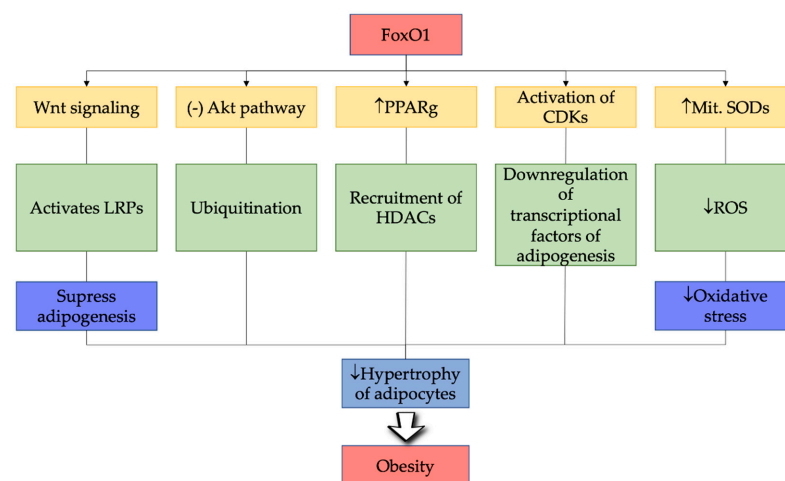 FoxO1
Wnt signaling
(-) Akt pathway
↑PPARg
Activation of
CDKs
↑Mit. SODs
Activates LRPs
Ubiquitination
Recruitment of
HDACs
Downregulation
of
transcriptional
factors of
adipogenesis
↓ROS
Supress
adipogenesis
↓Oxidative
stress
↓Hypertrophy
of adipocytes
Obesity